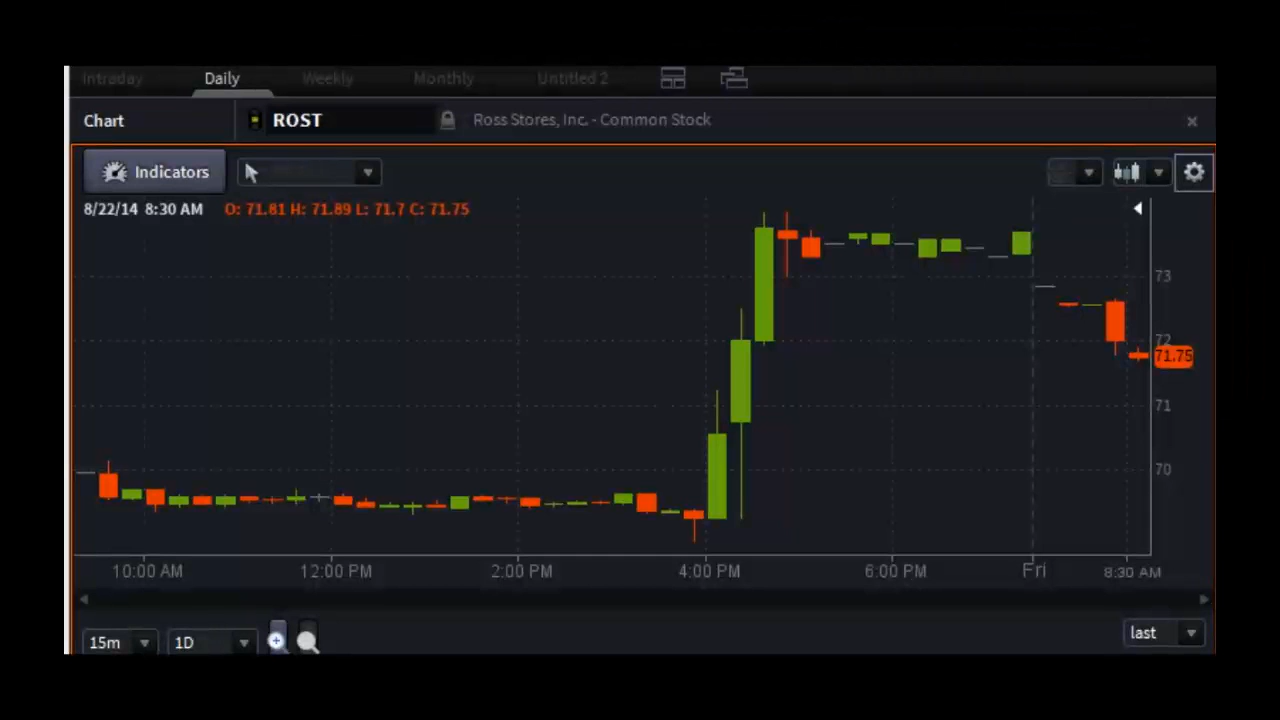 Intraday Daily Weekly Monthly Untitled 2
Chart ROST Ross Stores, Inc. - Common Stock ×
Indicators
8/22/14 8:30 AM O: 71.81 H: 71.89 L: 71.7 C: 71.75
73
72
71.75
71
70
10:00 AM 12:00 PM 2:00 PM 4:00 PM 6:00 PM Fri 8:30 AM
15m 1D last